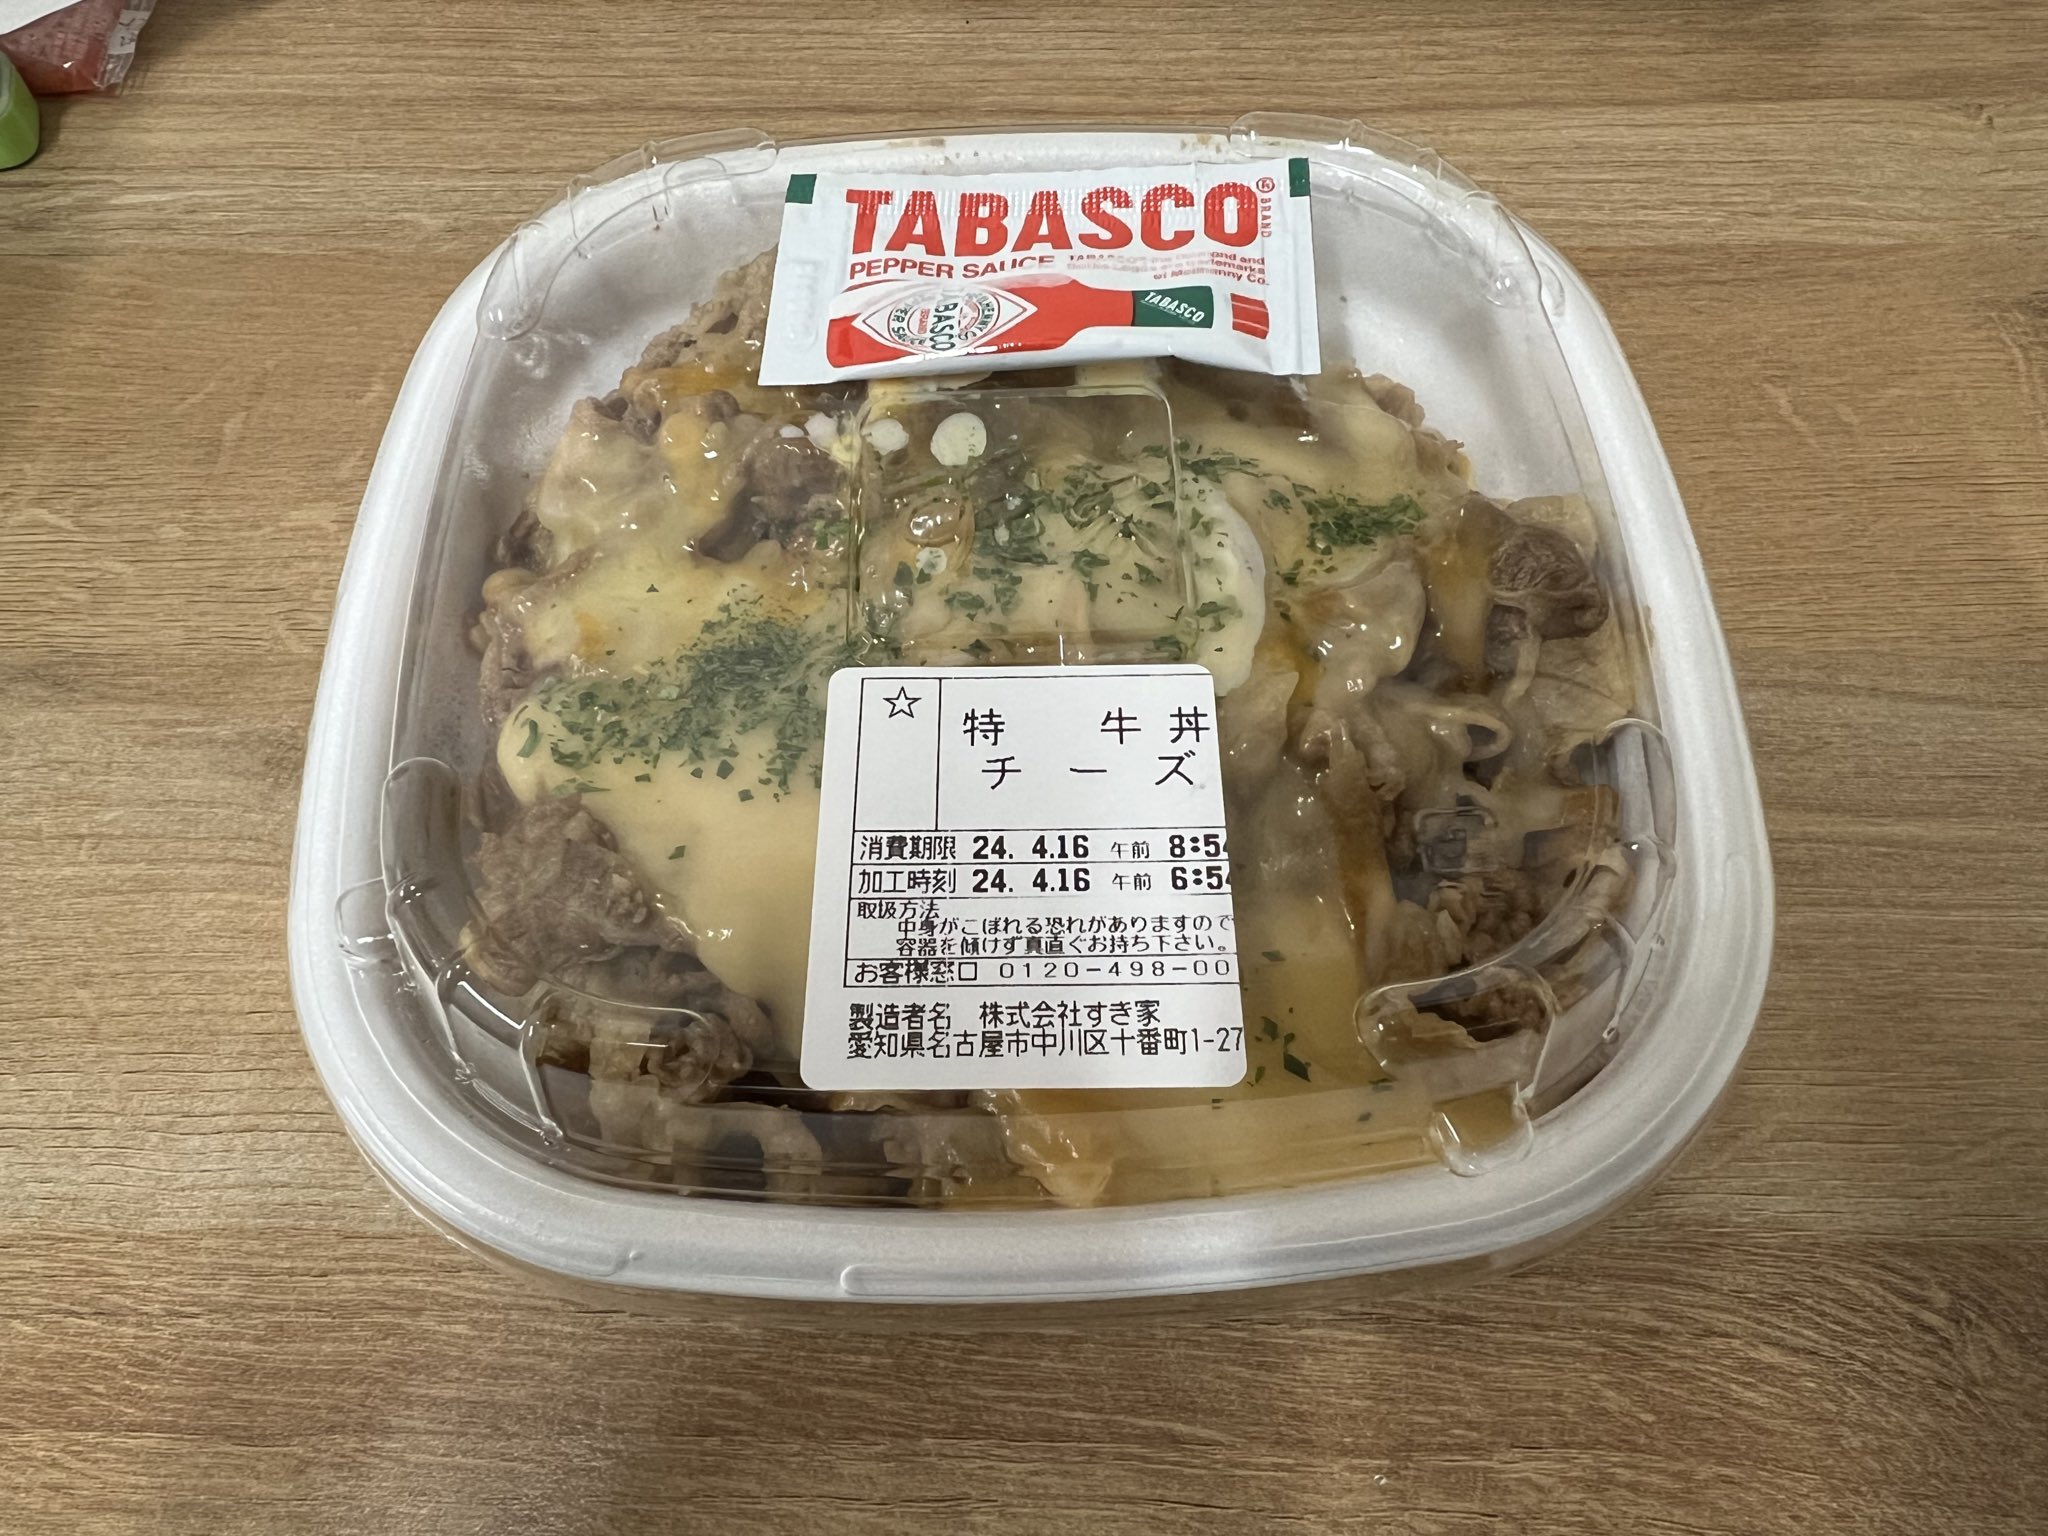 TABASCO® BRAND
PEPPER SAUCE
of McIlhenny Co.
TABASCO
☆
特 牛丼
チーズ
消費期限 24. 4.16 午前 8:54
加工時刻 24. 4.16 午前 6:54
取扱方法
中身がこぼれる恐れがありますので
容器を傾けず真直ぐお持ち下さい。
お客様窓口 0120-498-00
製造者名 株式会社すき家
愛知県名古屋市中川区十番町1-27